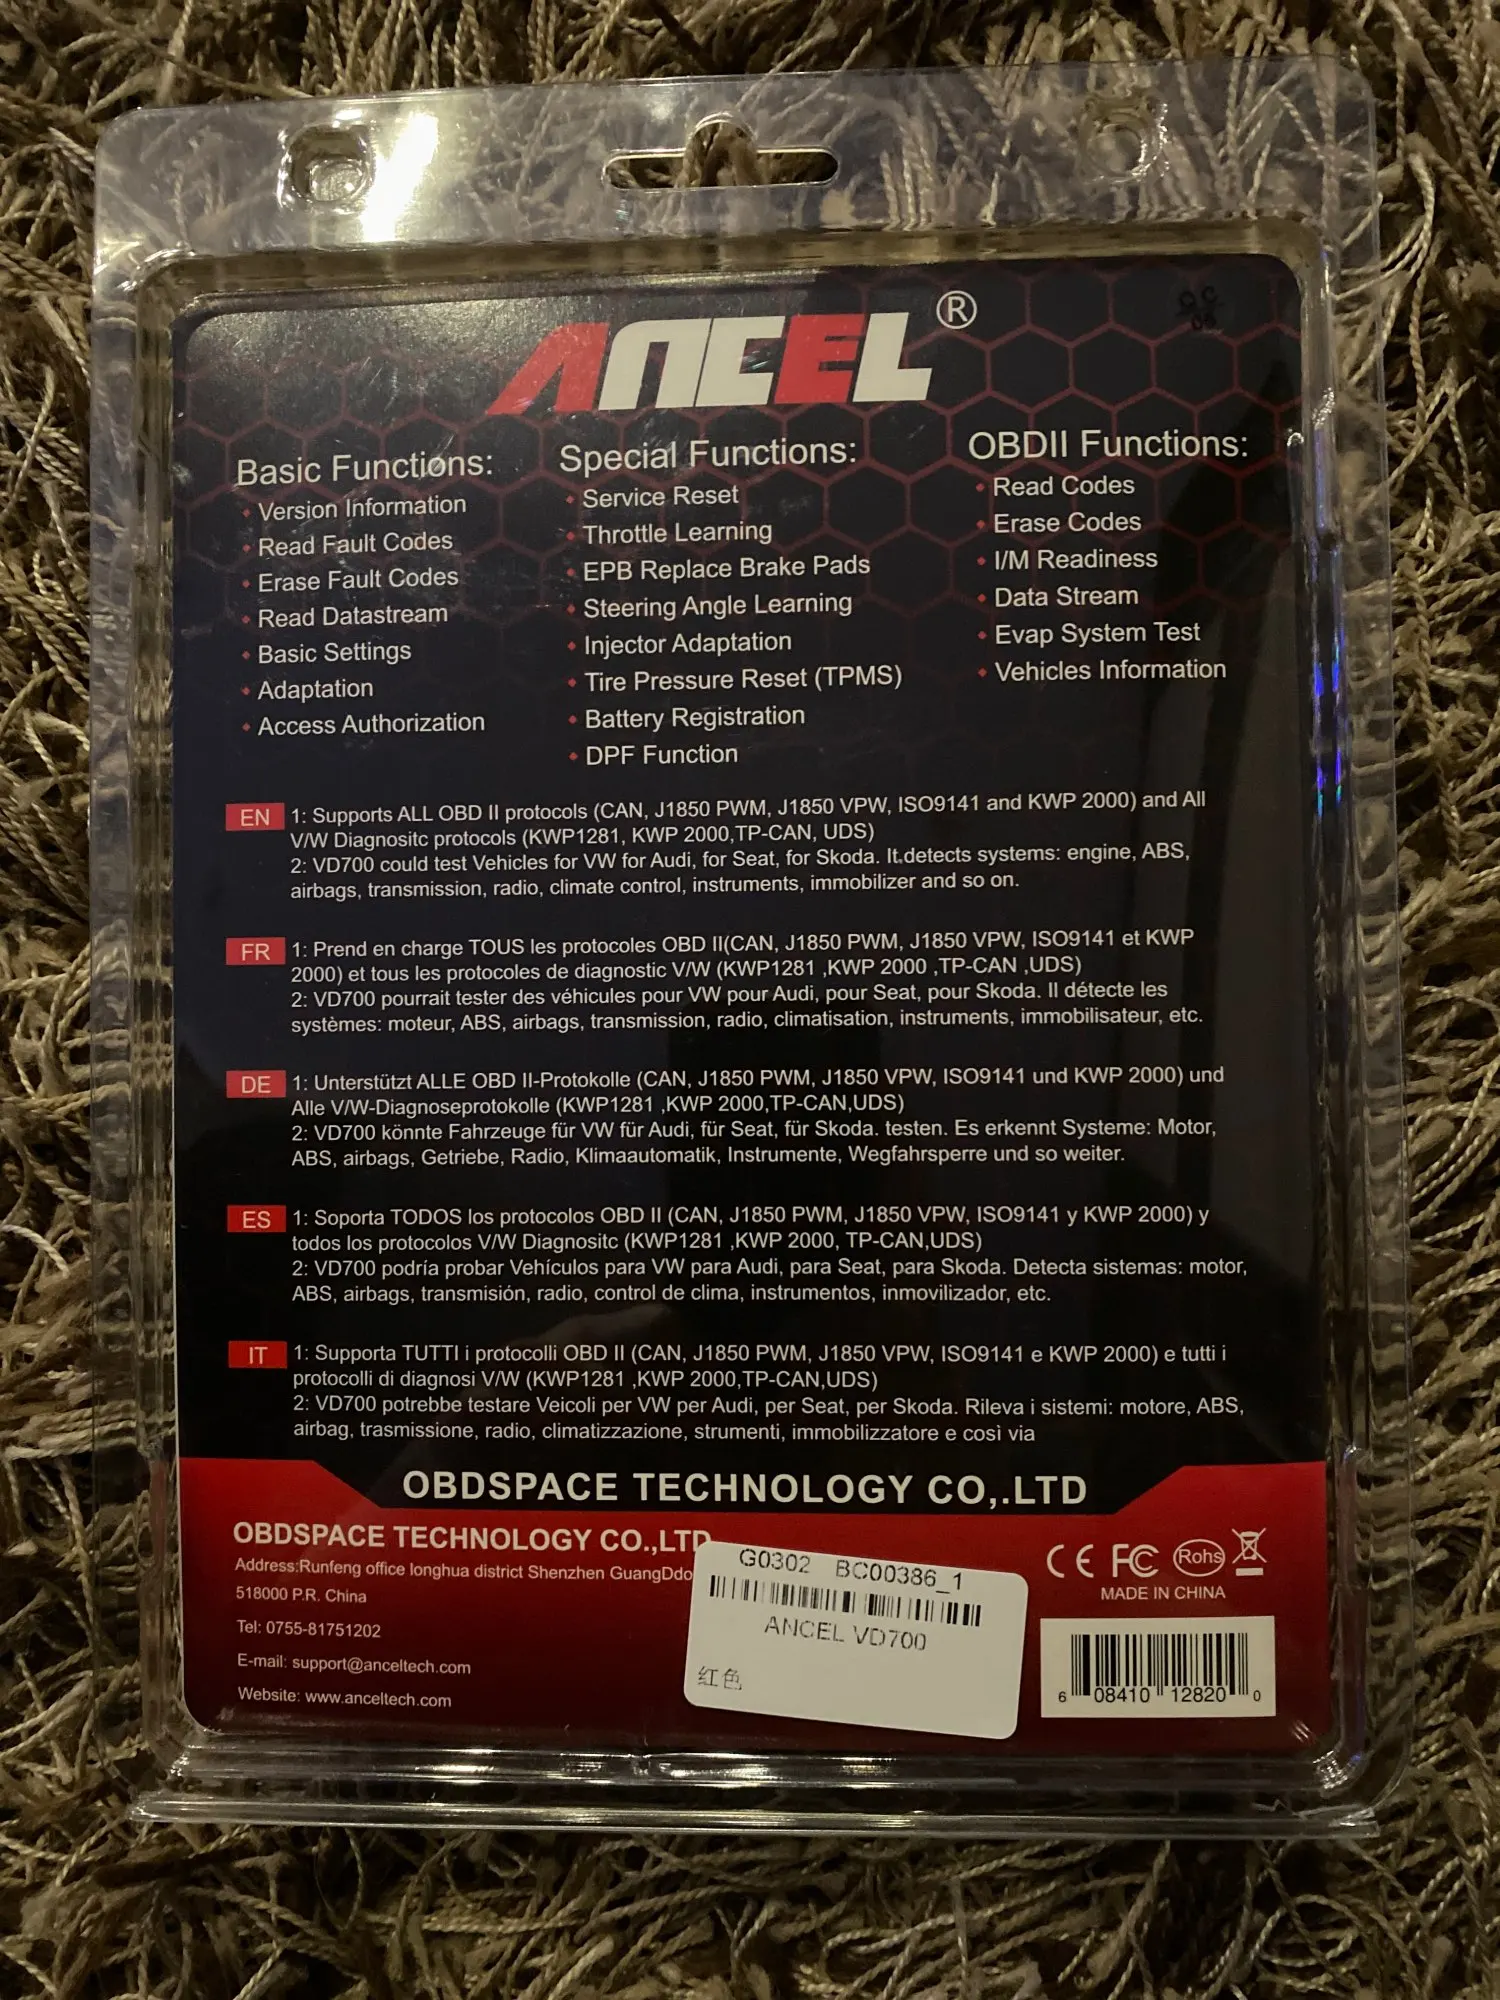 ANCEL®
Basic Functions:
Version Information
Read Fault Codes
Erase Fault Codes
Read Datastream
Basic Settings
Adaptation
Access Authorization
Special Functions:
Service Reset
Throttle Learning
EPB Replace Brake Pads
Steering Angle Learning
Injector Adaptation
Tire Pressure Reset (TPMS)
Battery Registration
DPF Function
OBDII Functions:
Read Codes
Erase Codes
I/M Readiness
Data Stream
Evap System Test
Vehicles Information
EN 1: Supports ALL OBD II protocols (CAN, J1850 PWM, J1850 VPW, ISO9141 and KWP 2000) and All
V/W Diagnositc protocols (KWP1281, KWP 2000,TP-CAN, UDS)
2: VD700 could test Vehicles for VW for Audi, for Seat, for Skoda. It.detects systems: engine, ABS,
airbags, transmission, radio, climate control, instruments, immobilizer and so on.
FR 1: Prend en charge TOUS les protocoles OBD II(CAN, J1850 PWM, J1850 VPW, ISO9141 et KWP
2000) et tous les protocoles de diagnostic V/W (KWP1281 ,KWP 2000 ,TP-CAN ,UDS)
2: VD700 pourrait tester des véhicules pour VW pour Audi, pour Seat, pour Skoda. Il détecte les
systèmes: moteur, ABS, airbags, transmission, radio, climatisation, instruments, immobilisateur, etc.
DE 1: Unterstützt ALLE OBD II-Protokolle (CAN, J1850 PWM, J1850 VPW, ISO9141 und KWP 2000) und
Alle V/W-Diagnoseprotokolle (KWP1281 ,KWP 2000,TP-CAN,UDS)
2: VD700 könnte Fahrzeuge für VW für Audi, für Seat, für Skoda. testen. Es erkennt Systeme: Motor,
ABS, airbags, Getriebe, Radio, Klimaautomatik, Instrumente, Wegfahrsperre und so weiter.
ES 1: Soporta TODOS los protocolos OBD II (CAN, J1850 PWM, J1850 VPW, ISO9141 y KWP 2000) y
todos los protocolos V/W Diagnositc (KWP1281 ,KWP 2000, TP-CAN,UDS)
2: VD700 podría probar Vehículos para VW para Audi, para Seat, para Skoda. Detecta sistemas: motor,
ABS, airbags, transmisión, radio, control de clima, instrumentos, inmovilizador, etc.
IT 1: Supporta TUTTI i protocolli OBD II (CAN, J1850 PWM, J1850 VPW, ISO9141 e KWP 2000) e tutti i
protocolli di diagnosi V/W (KWP1281 ,KWP 2000,TP-CAN,UDS)
2: VD700 potrebbe testare Veicoli per VW per Audi, per Seat, per Skoda. Rileva i sistemi: motore, ABS,
airbag, trasmissione, radio, climatizzazione, strumenti, immobilizzatore e così via
OBDSPACE TECHNOLOGY CO,.LTD
OBDSPACE TECHNOLOGY CO.,LTD
Address:Runfeng office longhua district Shenzhen GuangDdo
518000 P.R. China
Tel: 0755-81751202
E-mail: support@anceltech.com
Website: www.anceltech.com
G0302 BC00386_1
ANCEL VD700
红色
CE FC Rohs
MADE IN CHINA
6 08410 12820 0